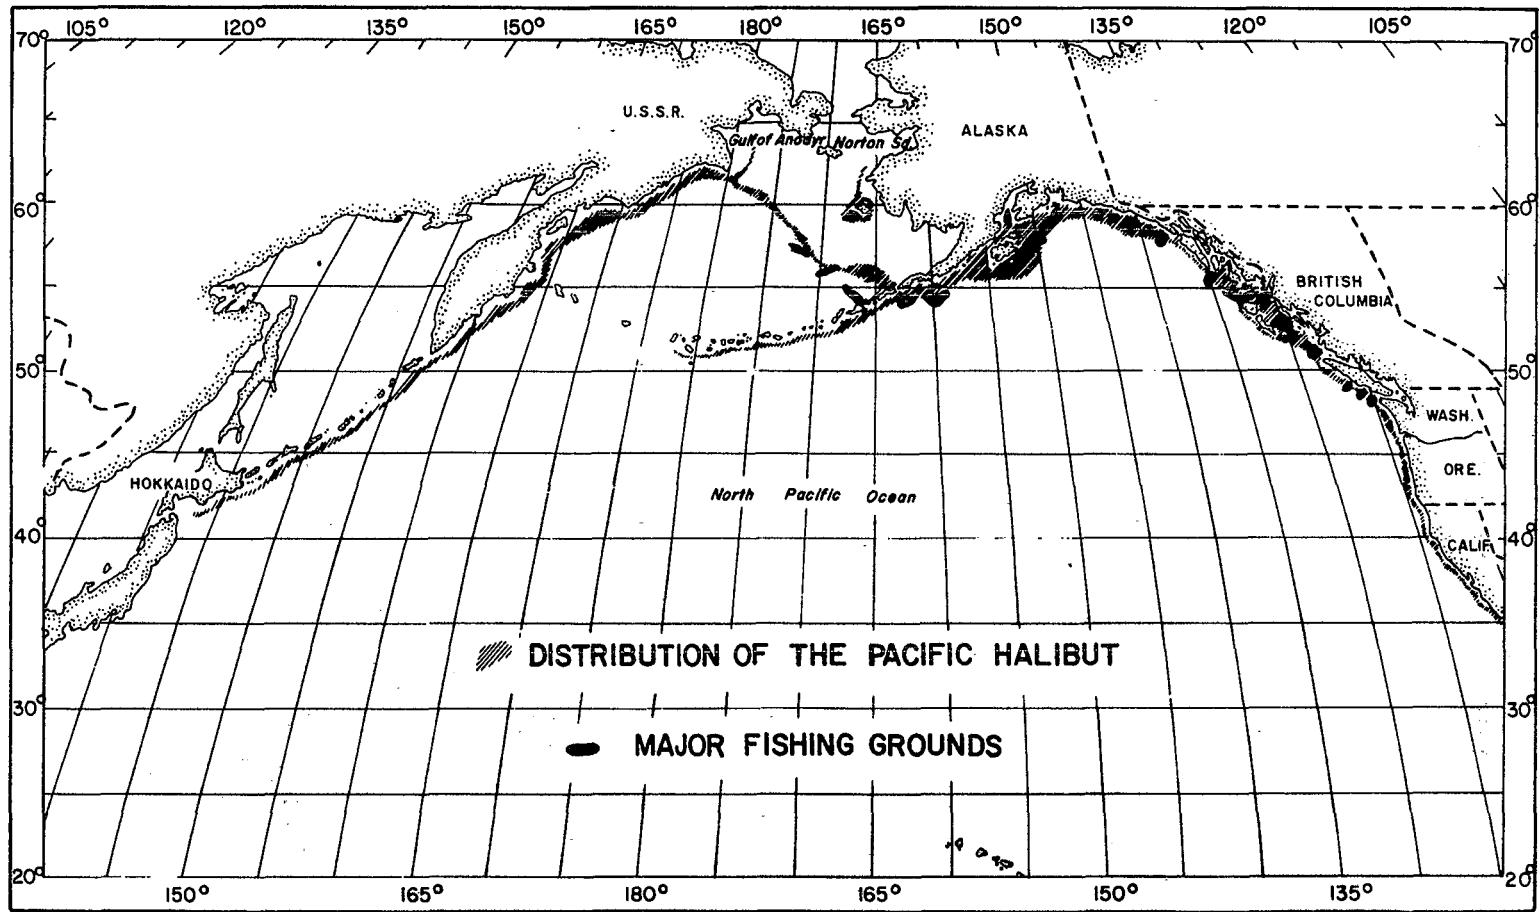 105° 120° 135° 150° 165° 180° 165° 150° 135° 120° 105°
70° 70°
U.S.S.R.
ALASKA
Gulf of Anadyr Norton Sd.
60° 60°
BRITISH
COLUMBIA
50° 50°
WASH.
ORE.
HOKKAIDO
North Pacific Ocean
40° 40°
CALIF.
DISTRIBUTION OF THE PACIFIC HALIBUT
30° 30°
MAJOR FISHING GROUNDS
20° 20°
150° 165° 180° 165° 150° 135°